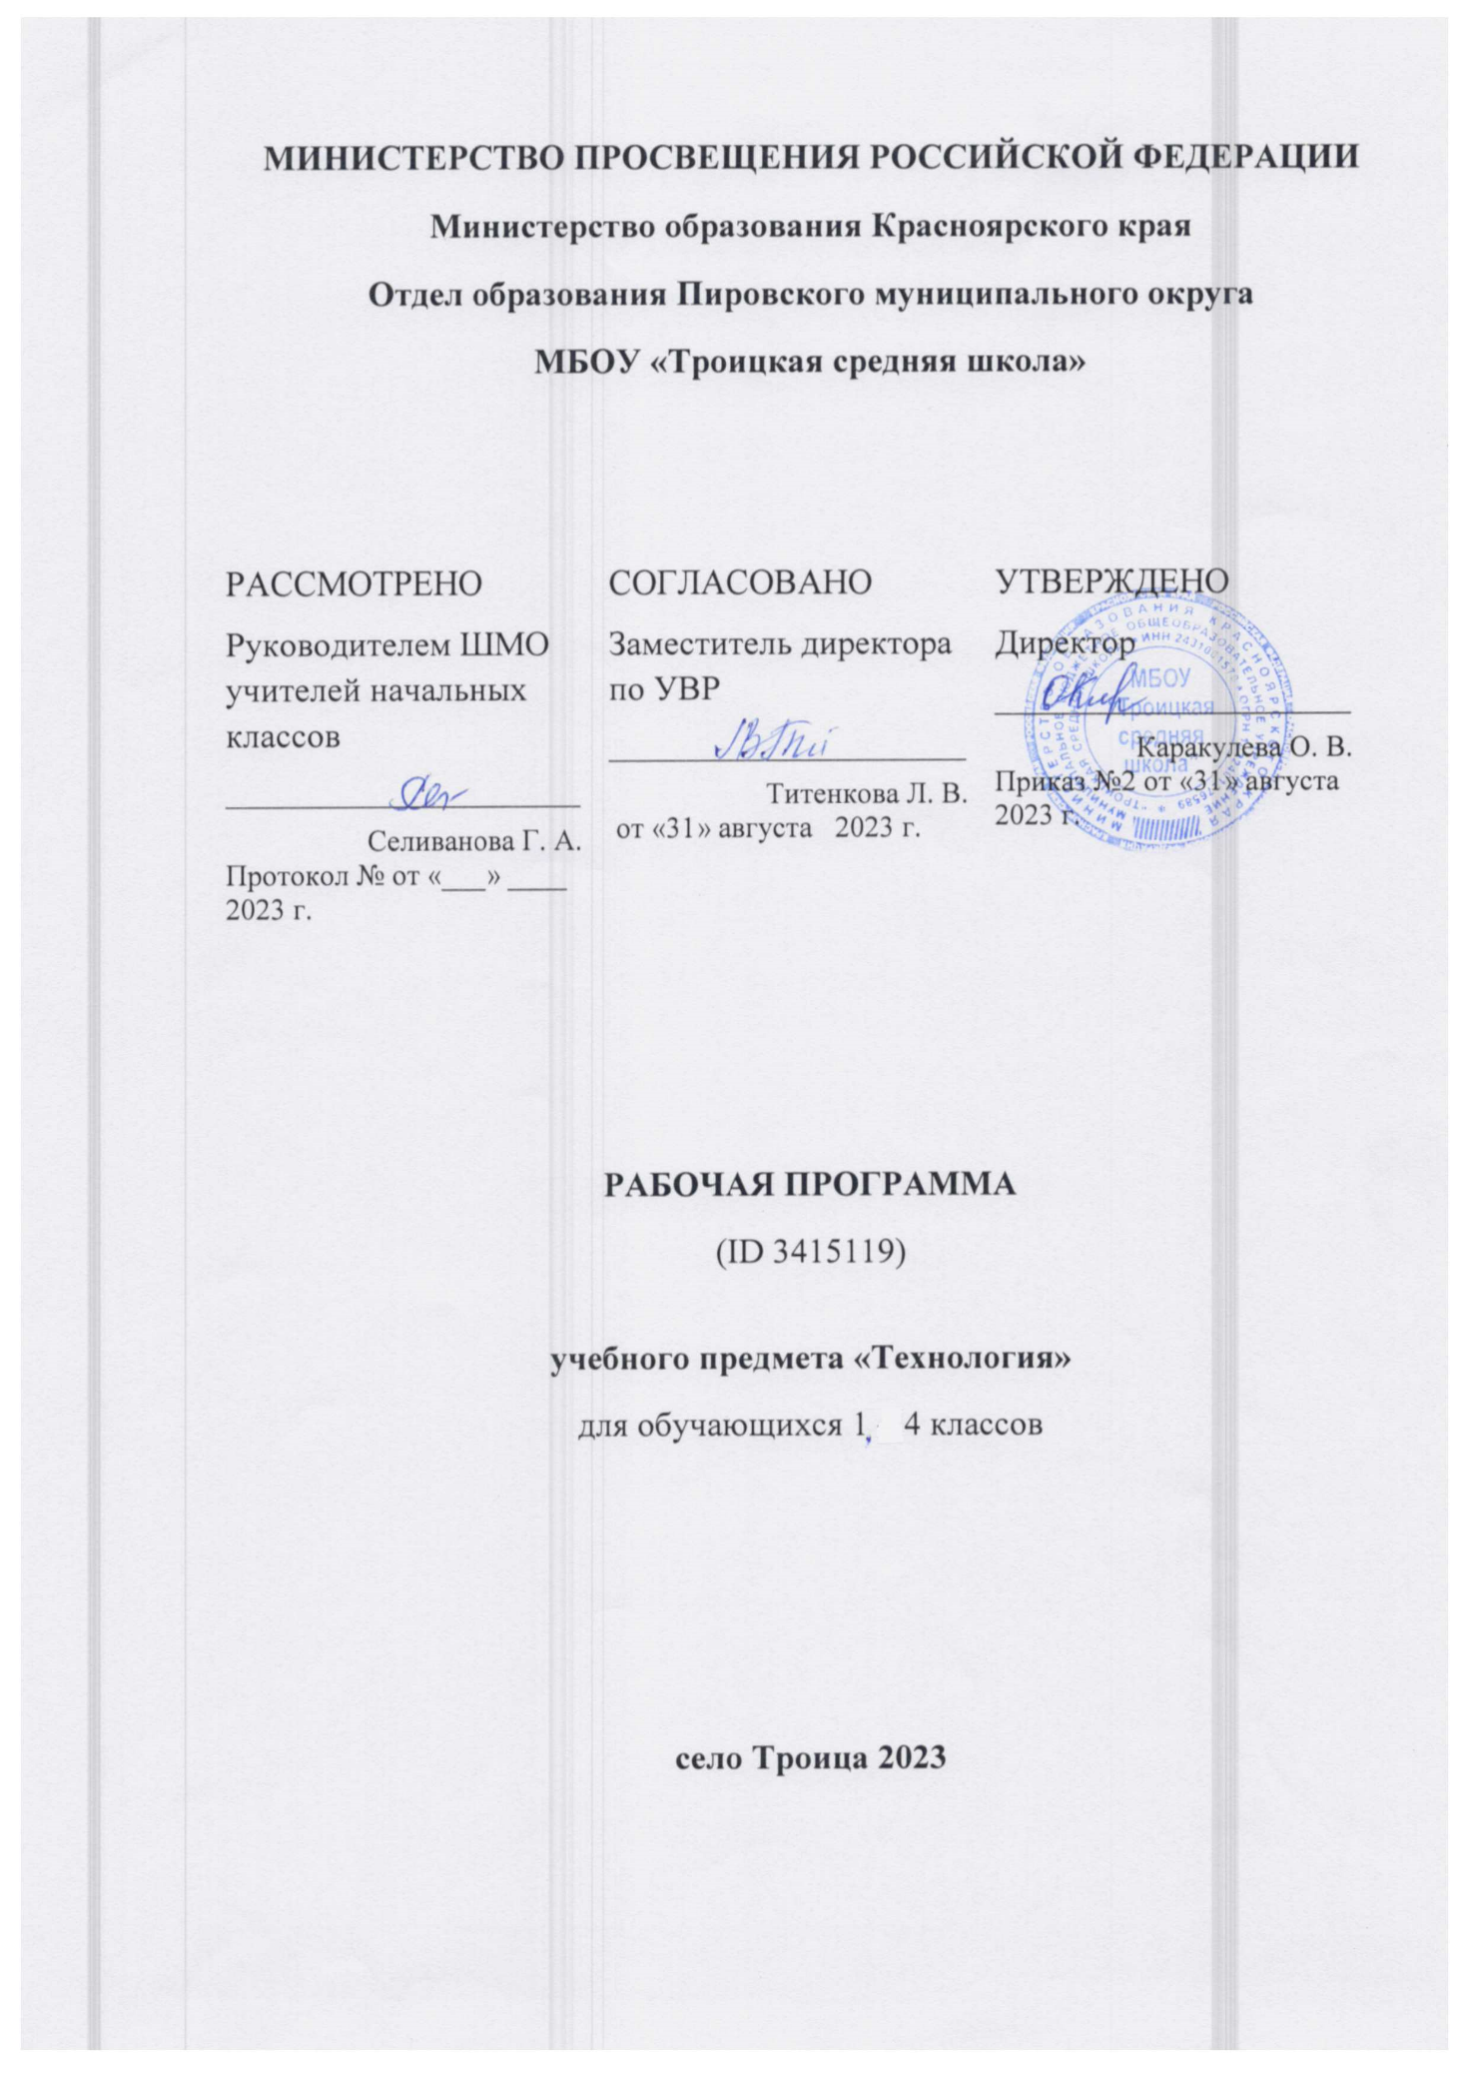 МИНИСТЕРСТВО ПРОСВЕЩЕНИЯ РОССИЙСКОЙ ФЕДЕРАЦИИ
Министерство образования Красноярского края
Отдел образования Пировского муниципального округа
МБОУ «Троицкая средняя школа»
РАССМОТРЕНО
Руководителем ШМО
учителей начальных
классов
Селиванова Г. А.
Протокол № от «___» ____
2023 г.
СОГЛАСОВАНО
Заместитель директора
по УВР
Титенкова Л. В.
от «31» августа 2023 г.
УТВЕРЖДЕНО
Директор
Каракулева О. В.
Приказ №2 от «31» августа
2023 г.
МБОУ
Троицкая
средняя
школа
РАБОЧАЯ ПРОГРАММА
(ID 3415119)
учебного предмета «Технология»
для обучающихся 1, 4 классов
село Троица 2023